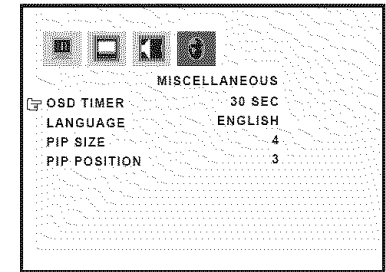 MISCELLANEOUS
OSD TIMER 30 SEC
LANGUAGE ENGLISH
PIP SIZE 4
PIP POSITION 3